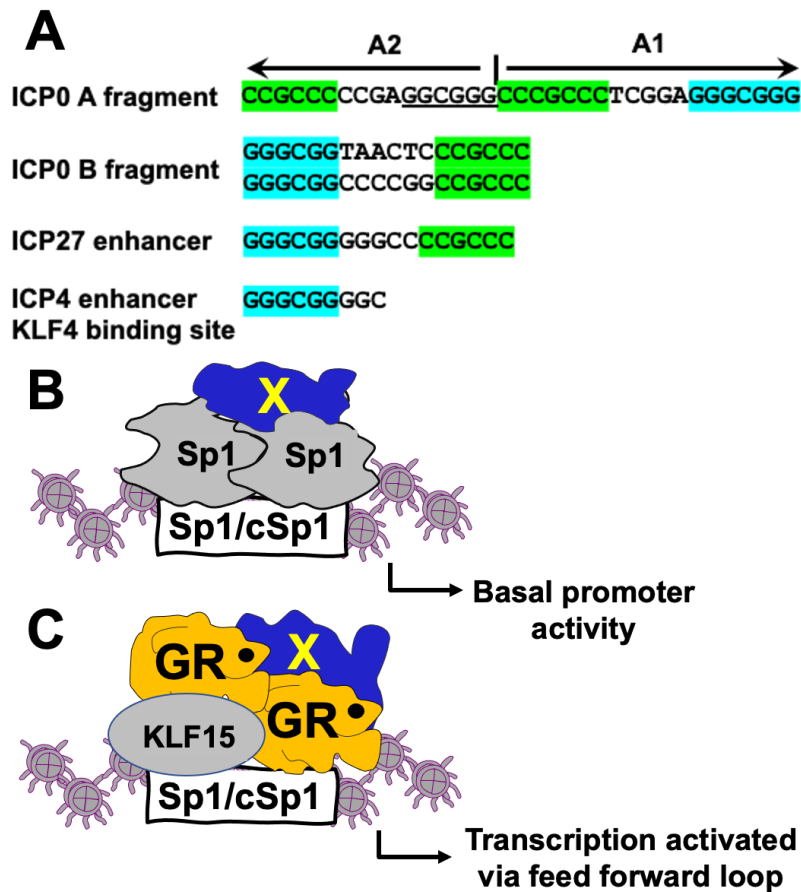 A
A2 A1
ICP0 A fragment CCGCCCCCGAGGCGGGCCCGCCCTCGGAGGGCGGG
ICP0 B fragment
GGGCGGTAACTCCCGCCC
GGGCGGCCCCGGCCGCCC
ICP27 enhancer GGGCGGGGGCCCCGCCC
ICP4 enhancer GGGCGGGGC
KLF4 binding site
B
X
Sp1 Sp1
Sp1/cSp1
Basal promoter
activity
C
X
GR
GR
KLF15
Sp1/cSp1
Transcription activated
via feed forward loop